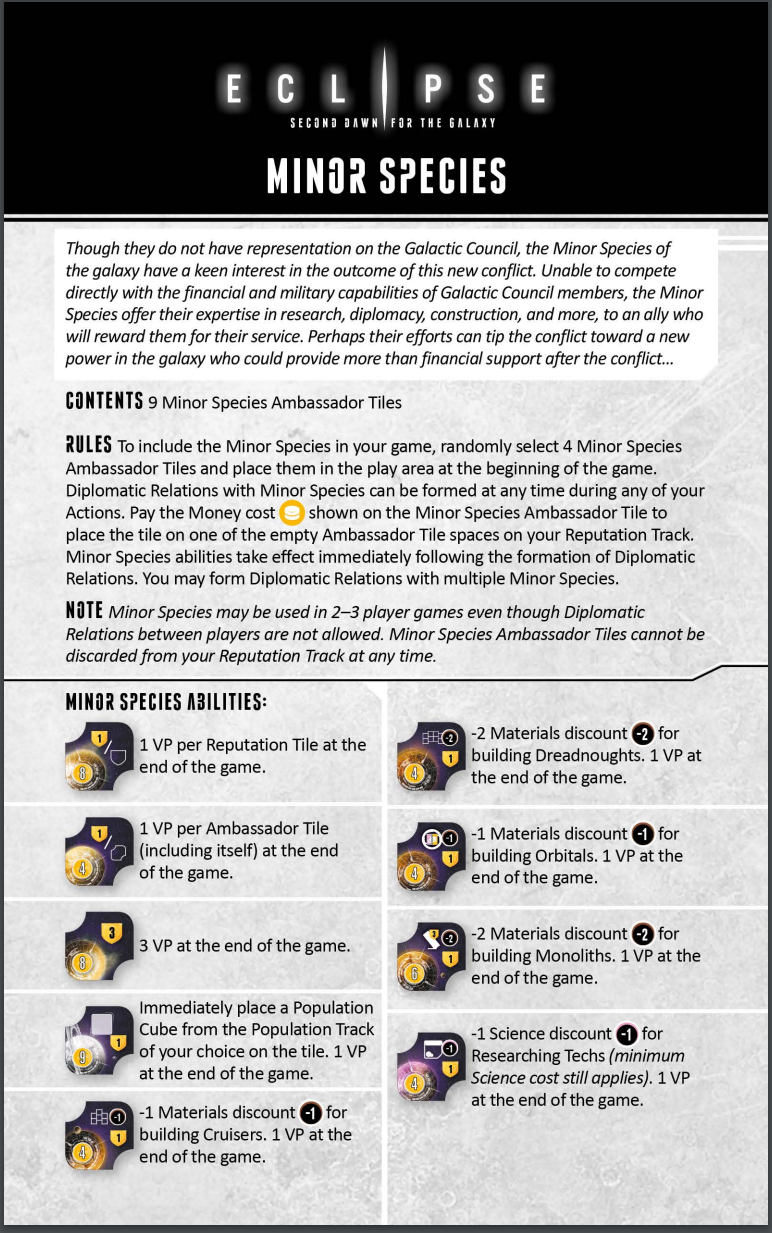 ECLIPSE
SECOND DAWN FOR THE GALAXY
MINOR SPECIES
Though they do not have representation on the Galactic Council, the Minor Species of
the galaxy have a keen interest in the outcome of this new conflict. Unable to compete
directly with the financial and military capabilities of Galactic Council members, the Minor
Species offer their expertise in research, diplomacy, construction, and more, to an ally who
will reward them for their service. Perhaps their efforts can tip the conflict toward a new
power in the galaxy who could provide more than financial support after the conflict...
CONTENTS 9 Minor Species Ambassador Tiles
RULES To include the Minor Species in your game, randomly select 4 Minor Species
Ambassador Tiles and place them in the play area at the beginning of the game.
Diplomatic Relations with Minor Species can be formed at any time during any of your
Actions. Pay the Money cost shown on the Minor Species Ambassador Tile to
place the tile on one of the empty Ambassador Tile spaces on your Reputation Track.
Minor Species abilities take effect immediately following the formation of Diplomatic
Relations. You may form Diplomatic Relations with multiple Minor Species.
NOTE Minor Species may be used in 2–3 player games even though Diplomatic
Relations between players are not allowed. Minor Species Ambassador Tiles cannot be
discarded from your Reputation Track at any time.
MINOR SPECIES ABILITIES:
1
/
8
1 VP per Reputation Tile at the
end of the game.
1
/
4
1 VP per Ambassador Tile
(including itself) at the end
of the game.
3
8
3 VP at the end of the game.
1
9
Immediately place a Population
Cube from the Population Track
of your choice on the tile. 1 VP
at the end of the game.
-1
1
4
-1 Materials discount -1 for
building Cruisers. 1 VP at the
end of the game.
-2
1
4
-2 Materials discount -2 for
building Dreadnoughts. 1 VP at
the end of the game.
-1
1
4
-1 Materials discount -1 for
building Orbitals. 1 VP at the
end of the game.
3
-2
1
6
-2 Materials discount -2 for
building Monoliths. 1 VP at the
end of the game.
-1
1
4
-1 Science discount -1 for
Researching Techs (minimum
Science cost still applies). 1 VP
at the end of the game.